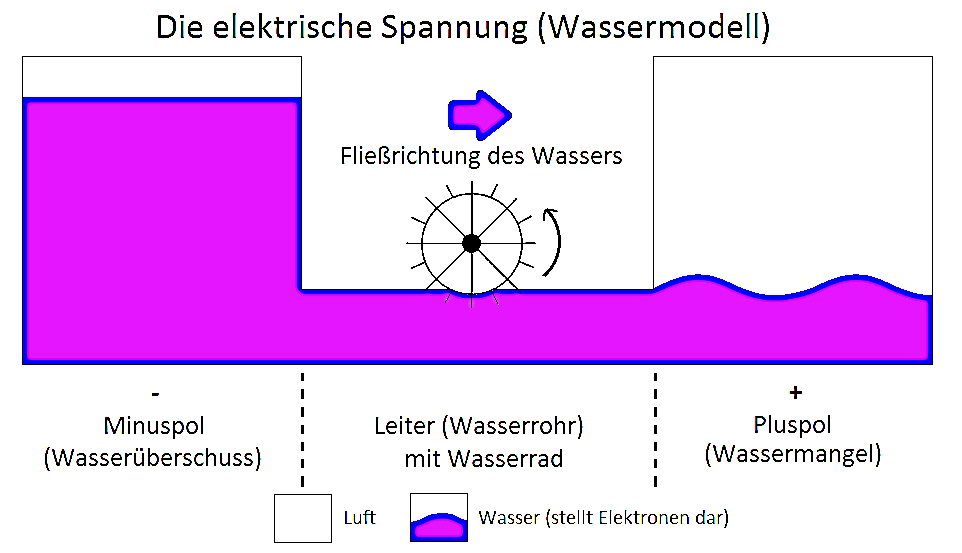 Die elektrische Spannung (Wassermodell)
Fließrichtung des Wassers
-
Minuspol
(Wasserüberschuss)
Leiter (Wasserrohr)
mit Wasserrad
+
Pluspol
(Wassermangel)
Luft
Wasser (stellt Elektronen dar)